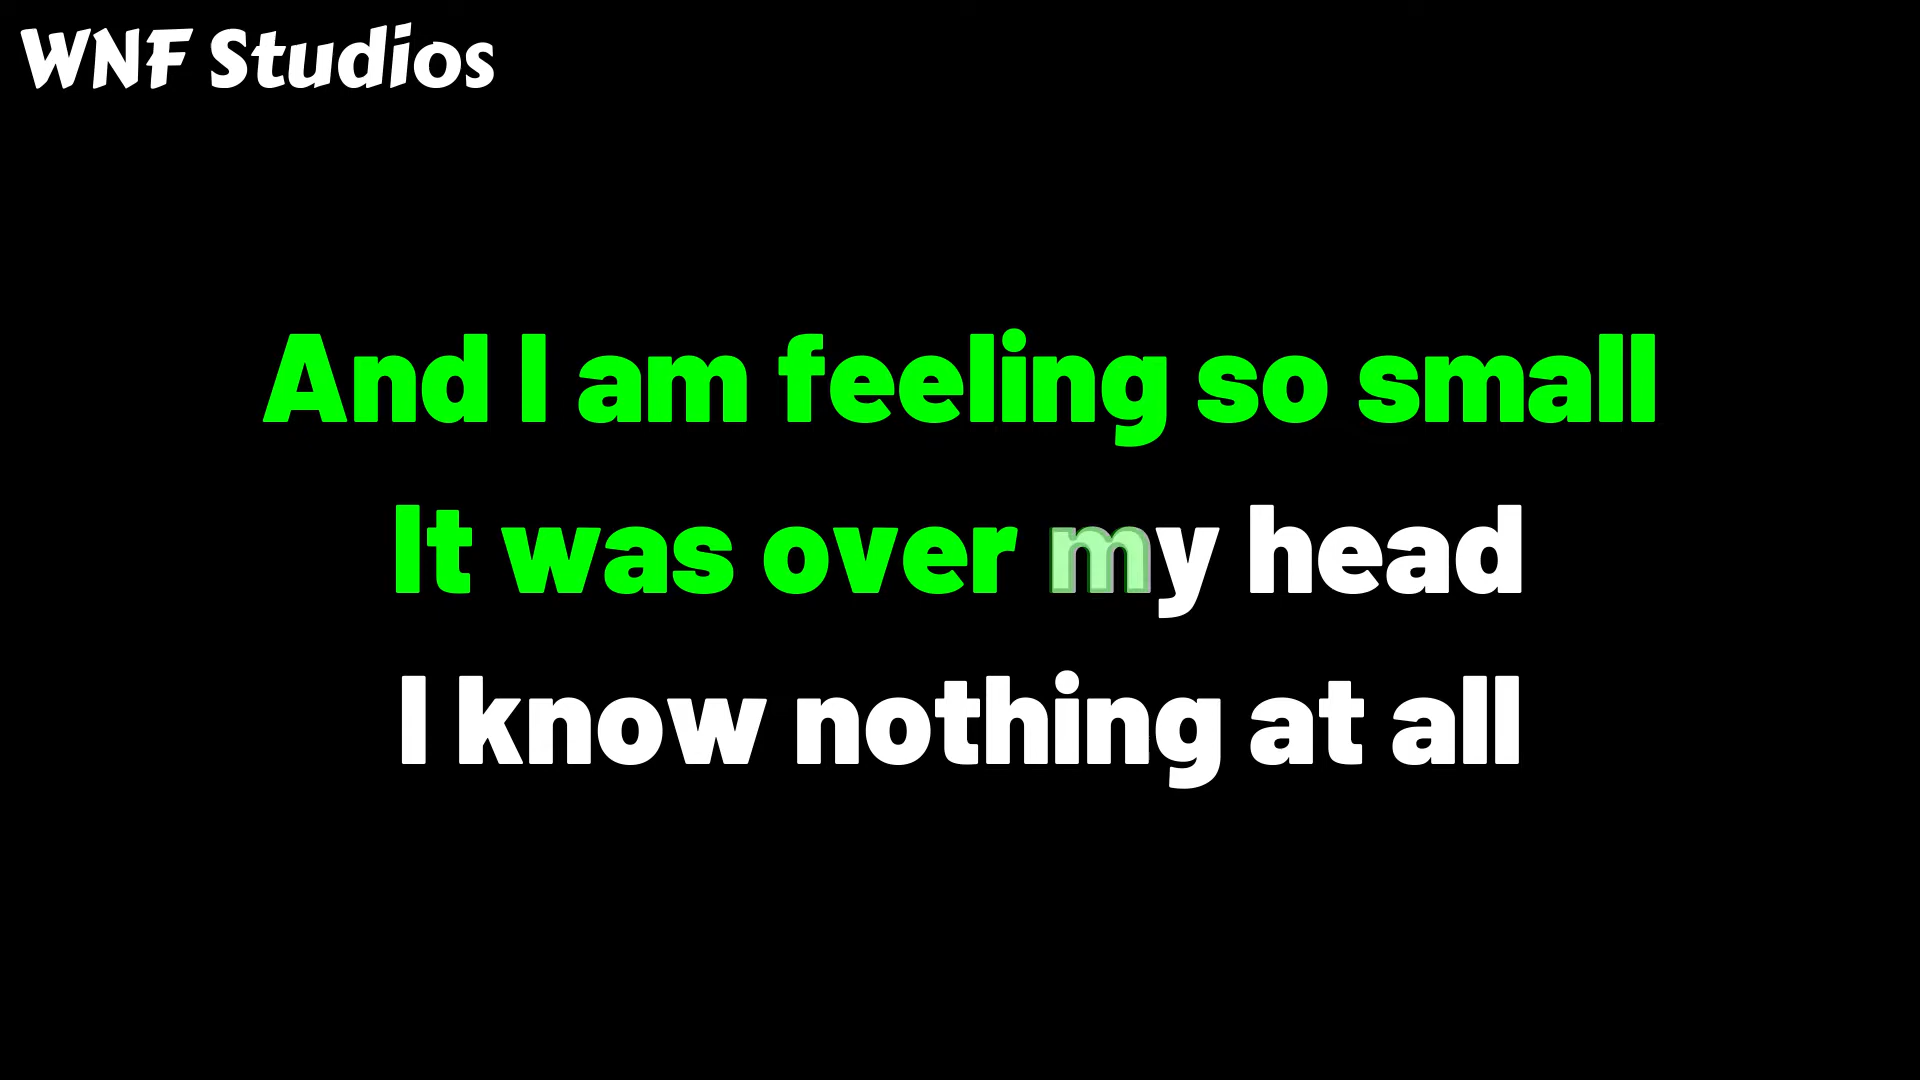 WNF Studios
And I am feeling so small
It was over my head
I know nothing at all